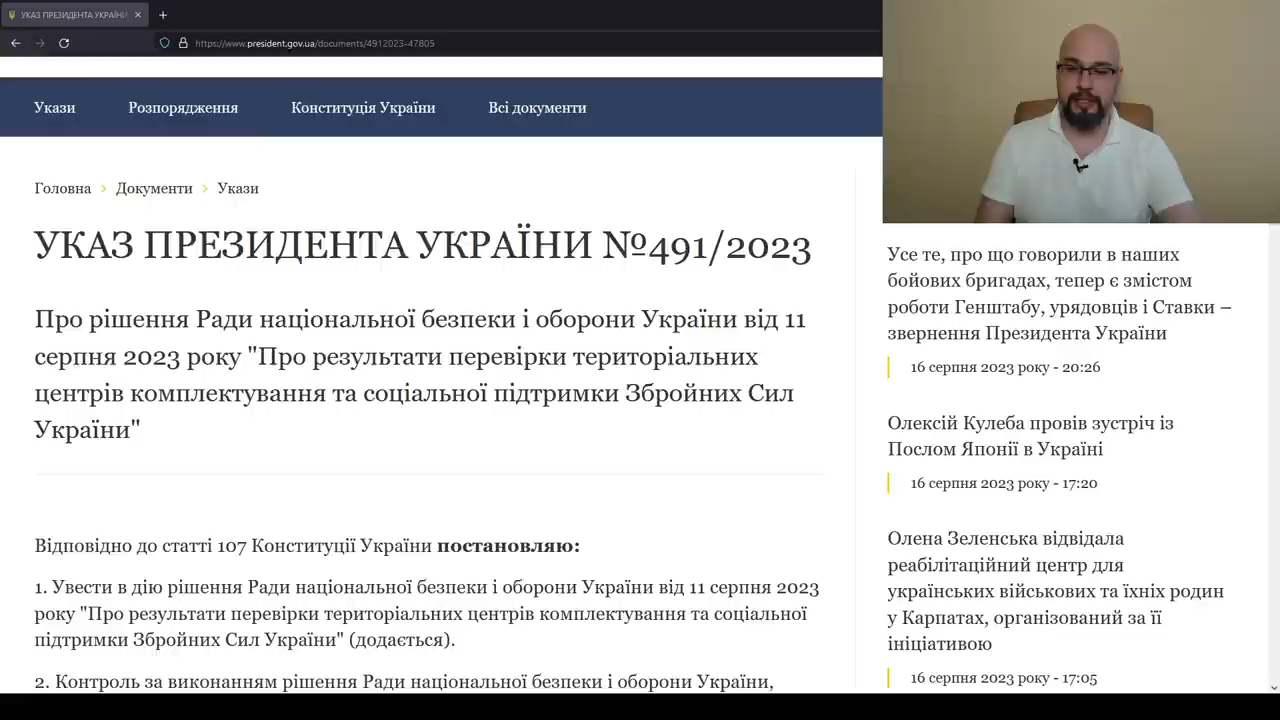 УКАЗ ПРЕЗИДЕНТА УКРАЇНИ
https://www.president.gov.ua/documents/4912023-47805
Укази
Розпорядження
Конституція України
Всі документи
Головна > Документи > Укази
УКАЗ ПРЕЗИДЕНТА УКРАЇНИ №491/2023
Про рішення Ради національної безпеки і оборони України від 11
серпня 2023 року "Про результати перевірки територіальних
центрів комплектування та соціальної підтримки Збройних Сил
України"
Відповідно до статті 107 Конституції України постановляю:
1. Увести в дію рішення Ради національної безпеки і оборони України від 11 серпня 2023
року "Про результати перевірки територіальних центрів комплектування та соціальної
підтримки Збройних Сил України" (додається).
2. Контроль за виконанням рішення Ради національної безпеки і оборони України,
Усе те, про що говорили в наших
бойових бригадах, тепер є змістом
роботи Генштабу, урядовців і Ставки –
звернення Президента України
16 серпня 2023 року - 20:26
Олексій Кулеба провів зустріч із
Послом Японії в Україні
16 серпня 2023 року - 17:20
Олена Зеленська відвідала
реабілітаційний центр для
українських військових та їхніх родин
у Карпатах, організований за її
ініціативою
16 серпня 2023 року - 17:05